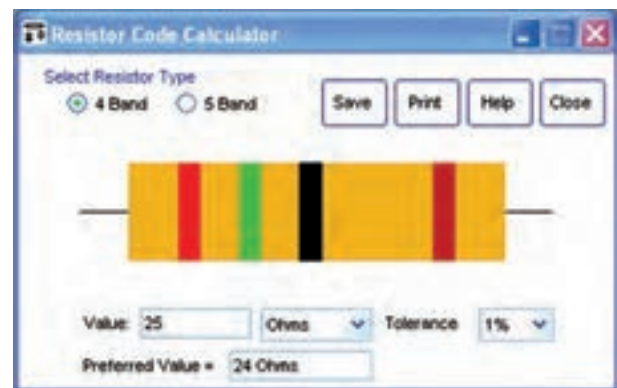 Resistor Code Calculator
Select Resistor Type
4 Band 5 Band Save Print Help Close
Value: 25 Ohms Tolerance 1%
Preferred Value = 24 Ohms